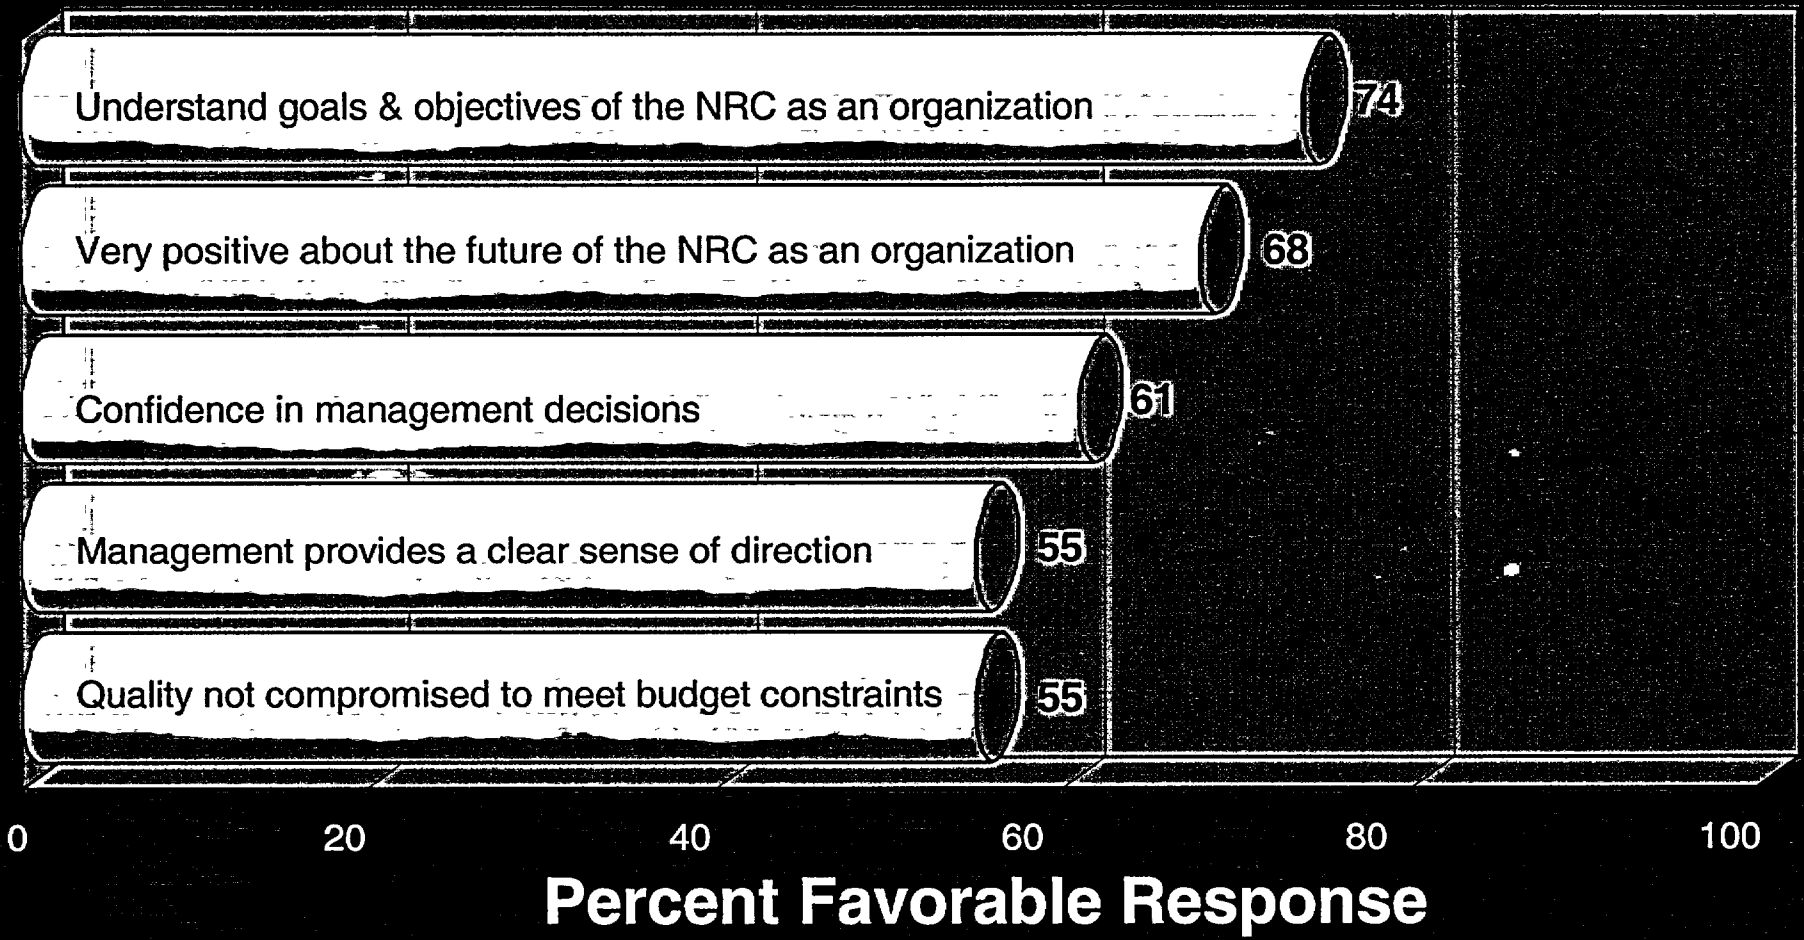 Understand goals & objectives of the NRC as an organization
74
Very positive about the future of the NRC as an organization
68
Confidence in management decisions
61
Management provides a clear sense of direction
55
Quality not compromised to meet budget constraints
55
0 20 40 60 80 100
Percent Favorable Response